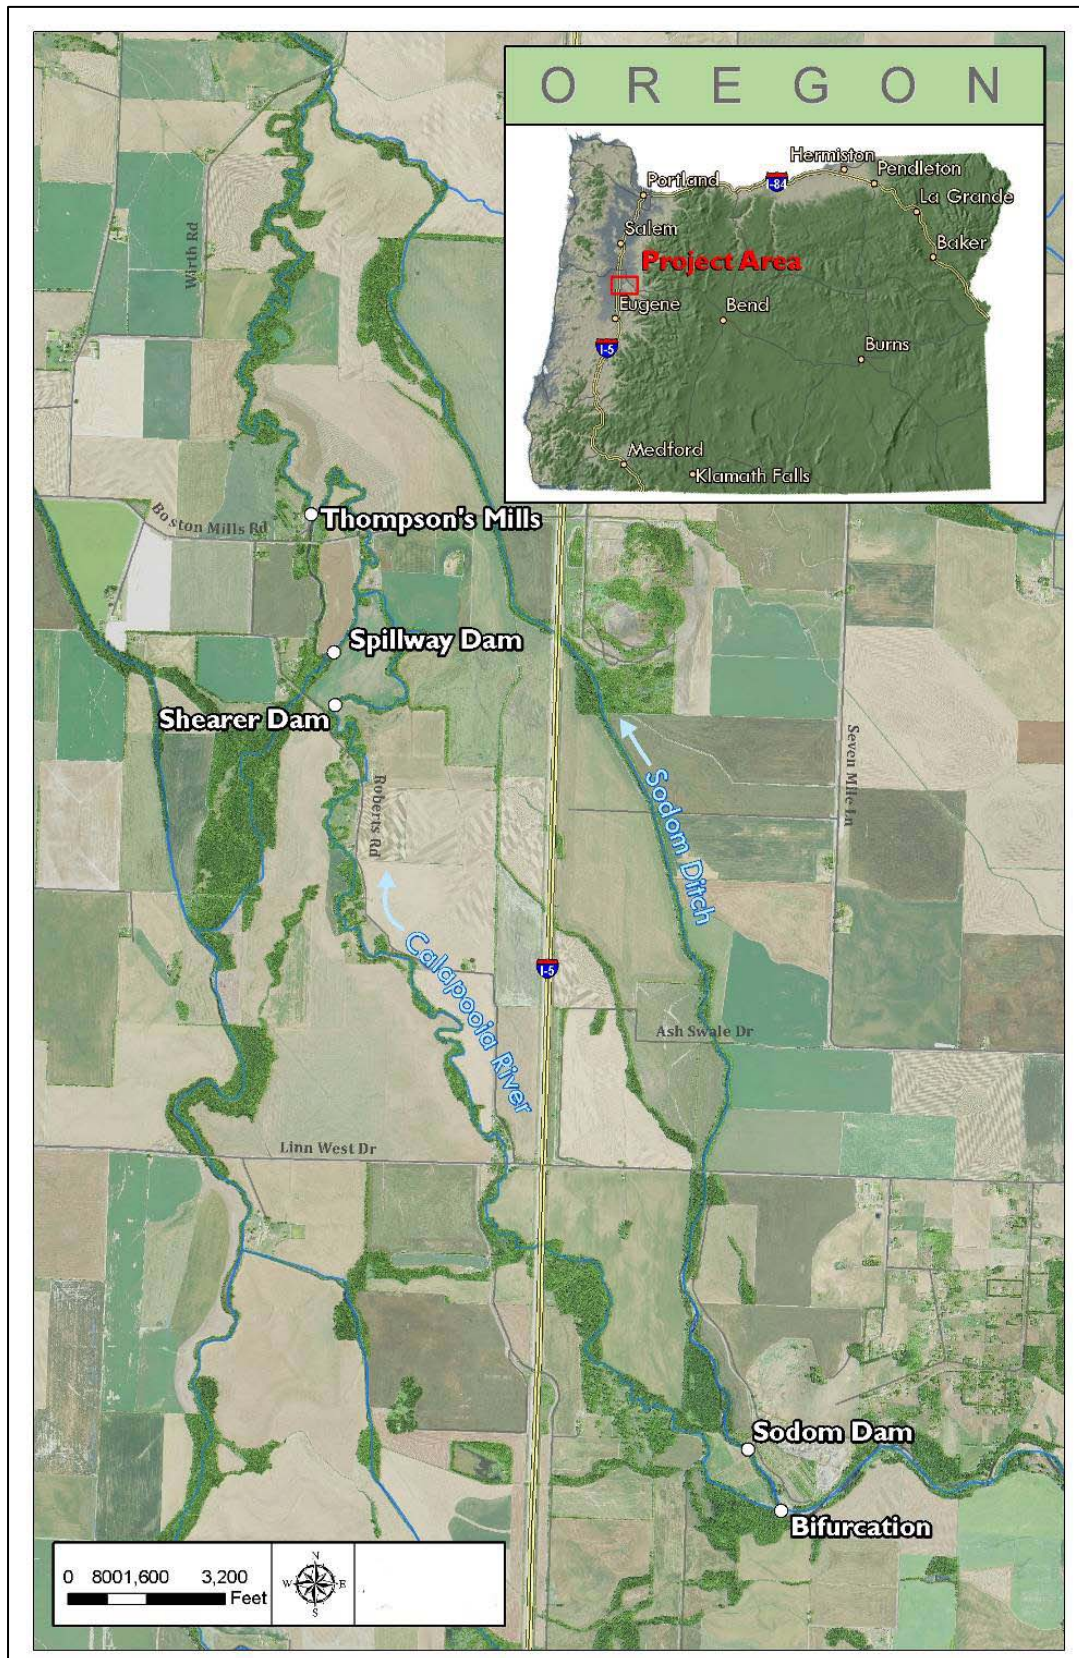 O R E G O N
Hermiston
Pendleton
Portland
I-84
La Grande
Salem
Baker
Project Area
Eugene
Bend
I-5
Burns
Medford
Klamath Falls
Wirth Rd
Boston Mills Rd
Thompson's Mills
Spillway Dam
Shearer Dam
Roberts Rd
Sodom Ditch
Seven Mile Ln
Calapooia River
I-5
Ash Swale Dr
Linn West Dr
Sodom Dam
Bifurcation
0 8001,600 3,200
Feet
N
W E
S